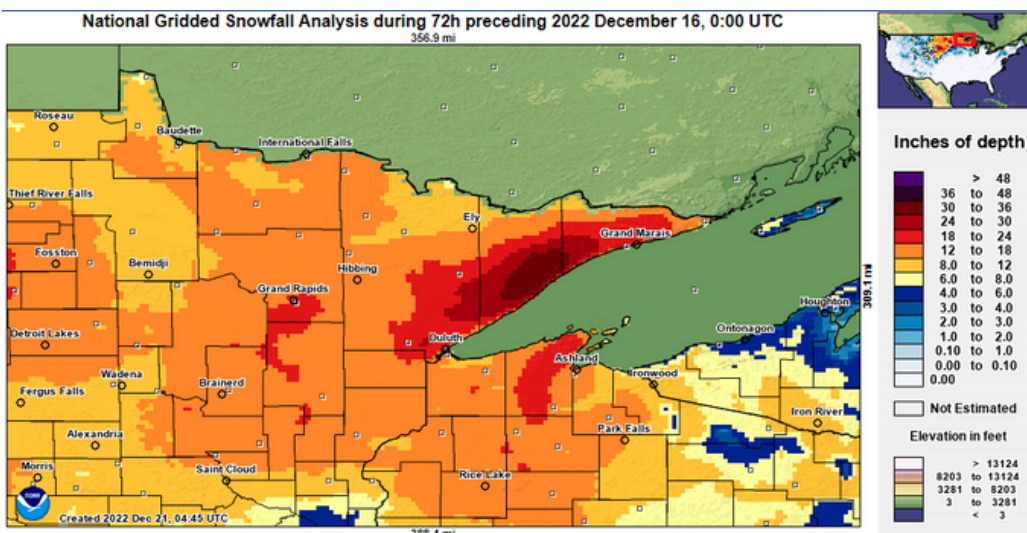 National Gridded Snowfall Analysis during 72h preceding 2022 December 16, 0:00 UTC
356.9 mi
Roseau
Baudette
International Falls
Thief River Falls
Ely
Grand Marais
Fosston
Bemidji
Hibbing
Grand Rapids
Houghton
309.1 mi
Detroit Lakes
Duluth
Ontonagon
Ashland
Wadena
Ironwood
Fergus Falls
Brainerd
Iron River
Alexandria
Park Falls
Morris
Saint Cloud
Rice Lake
Created 2022 Dec 21, 04:45 UTC
Inches of depth
> 48
36 to 48
30 to 36
24 to 30
18 to 24
12 to 18
8.0 to 12
6.0 to 8.0
4.0 to 6.0
3.0 to 4.0
2.0 to 3.0
1.0 to 2.0
0.10 to 1.0
0.00 to 0.10
0.00
Not Estimated
Elevation in feet
> 13124
8203 to 13124
3281 to 8203
3 to 3281
< 3